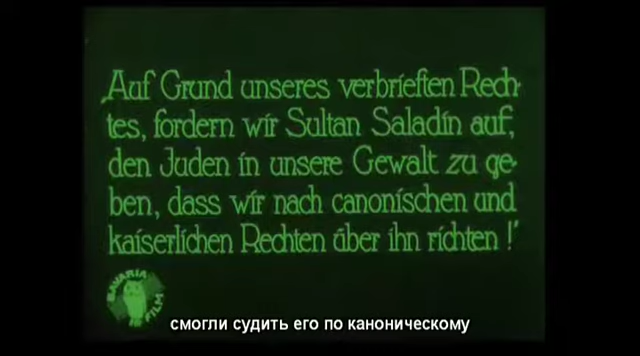 „Auf Grund unseres verbrieften Rech-
tes, fordern wir Sultan Saladin auf,
den Juden in unsere Gewalt zu ge-
ben, dass wir nach canonischen und
kaiserlichen Rechten über ihn richten !“
BAVARIA
FILM
смогли судить его по каноническому